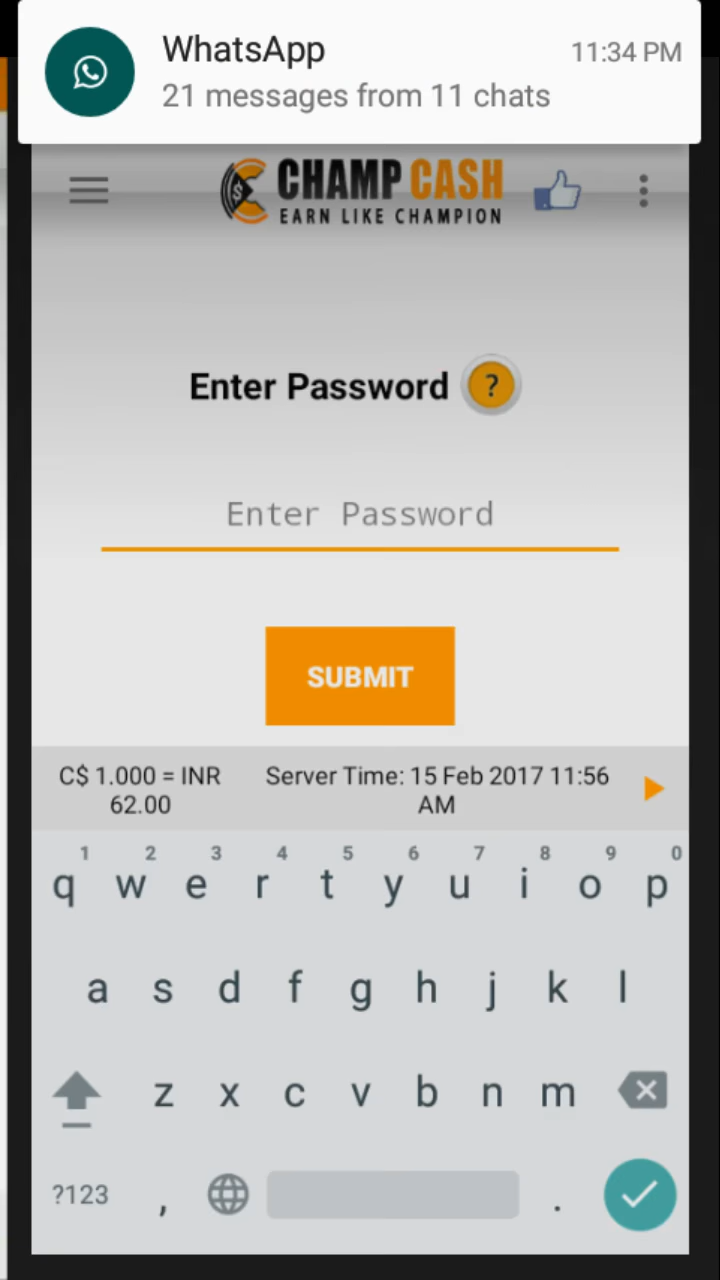 WhatsApp 11:34 PM
21 messages from 11 chats
$ CHAMP CASH
EARN LIKE CHAMPION
Enter Password ?
Enter Password
SUBMIT
C$ 1.000 = INR
62.00
Server Time: 15 Feb 2017 11:56
AM
1 2 3 4 5 6 7 8 9 0
q w e r t y u i o p
a s d f g h j k l
z x c v b n m
?123 , .